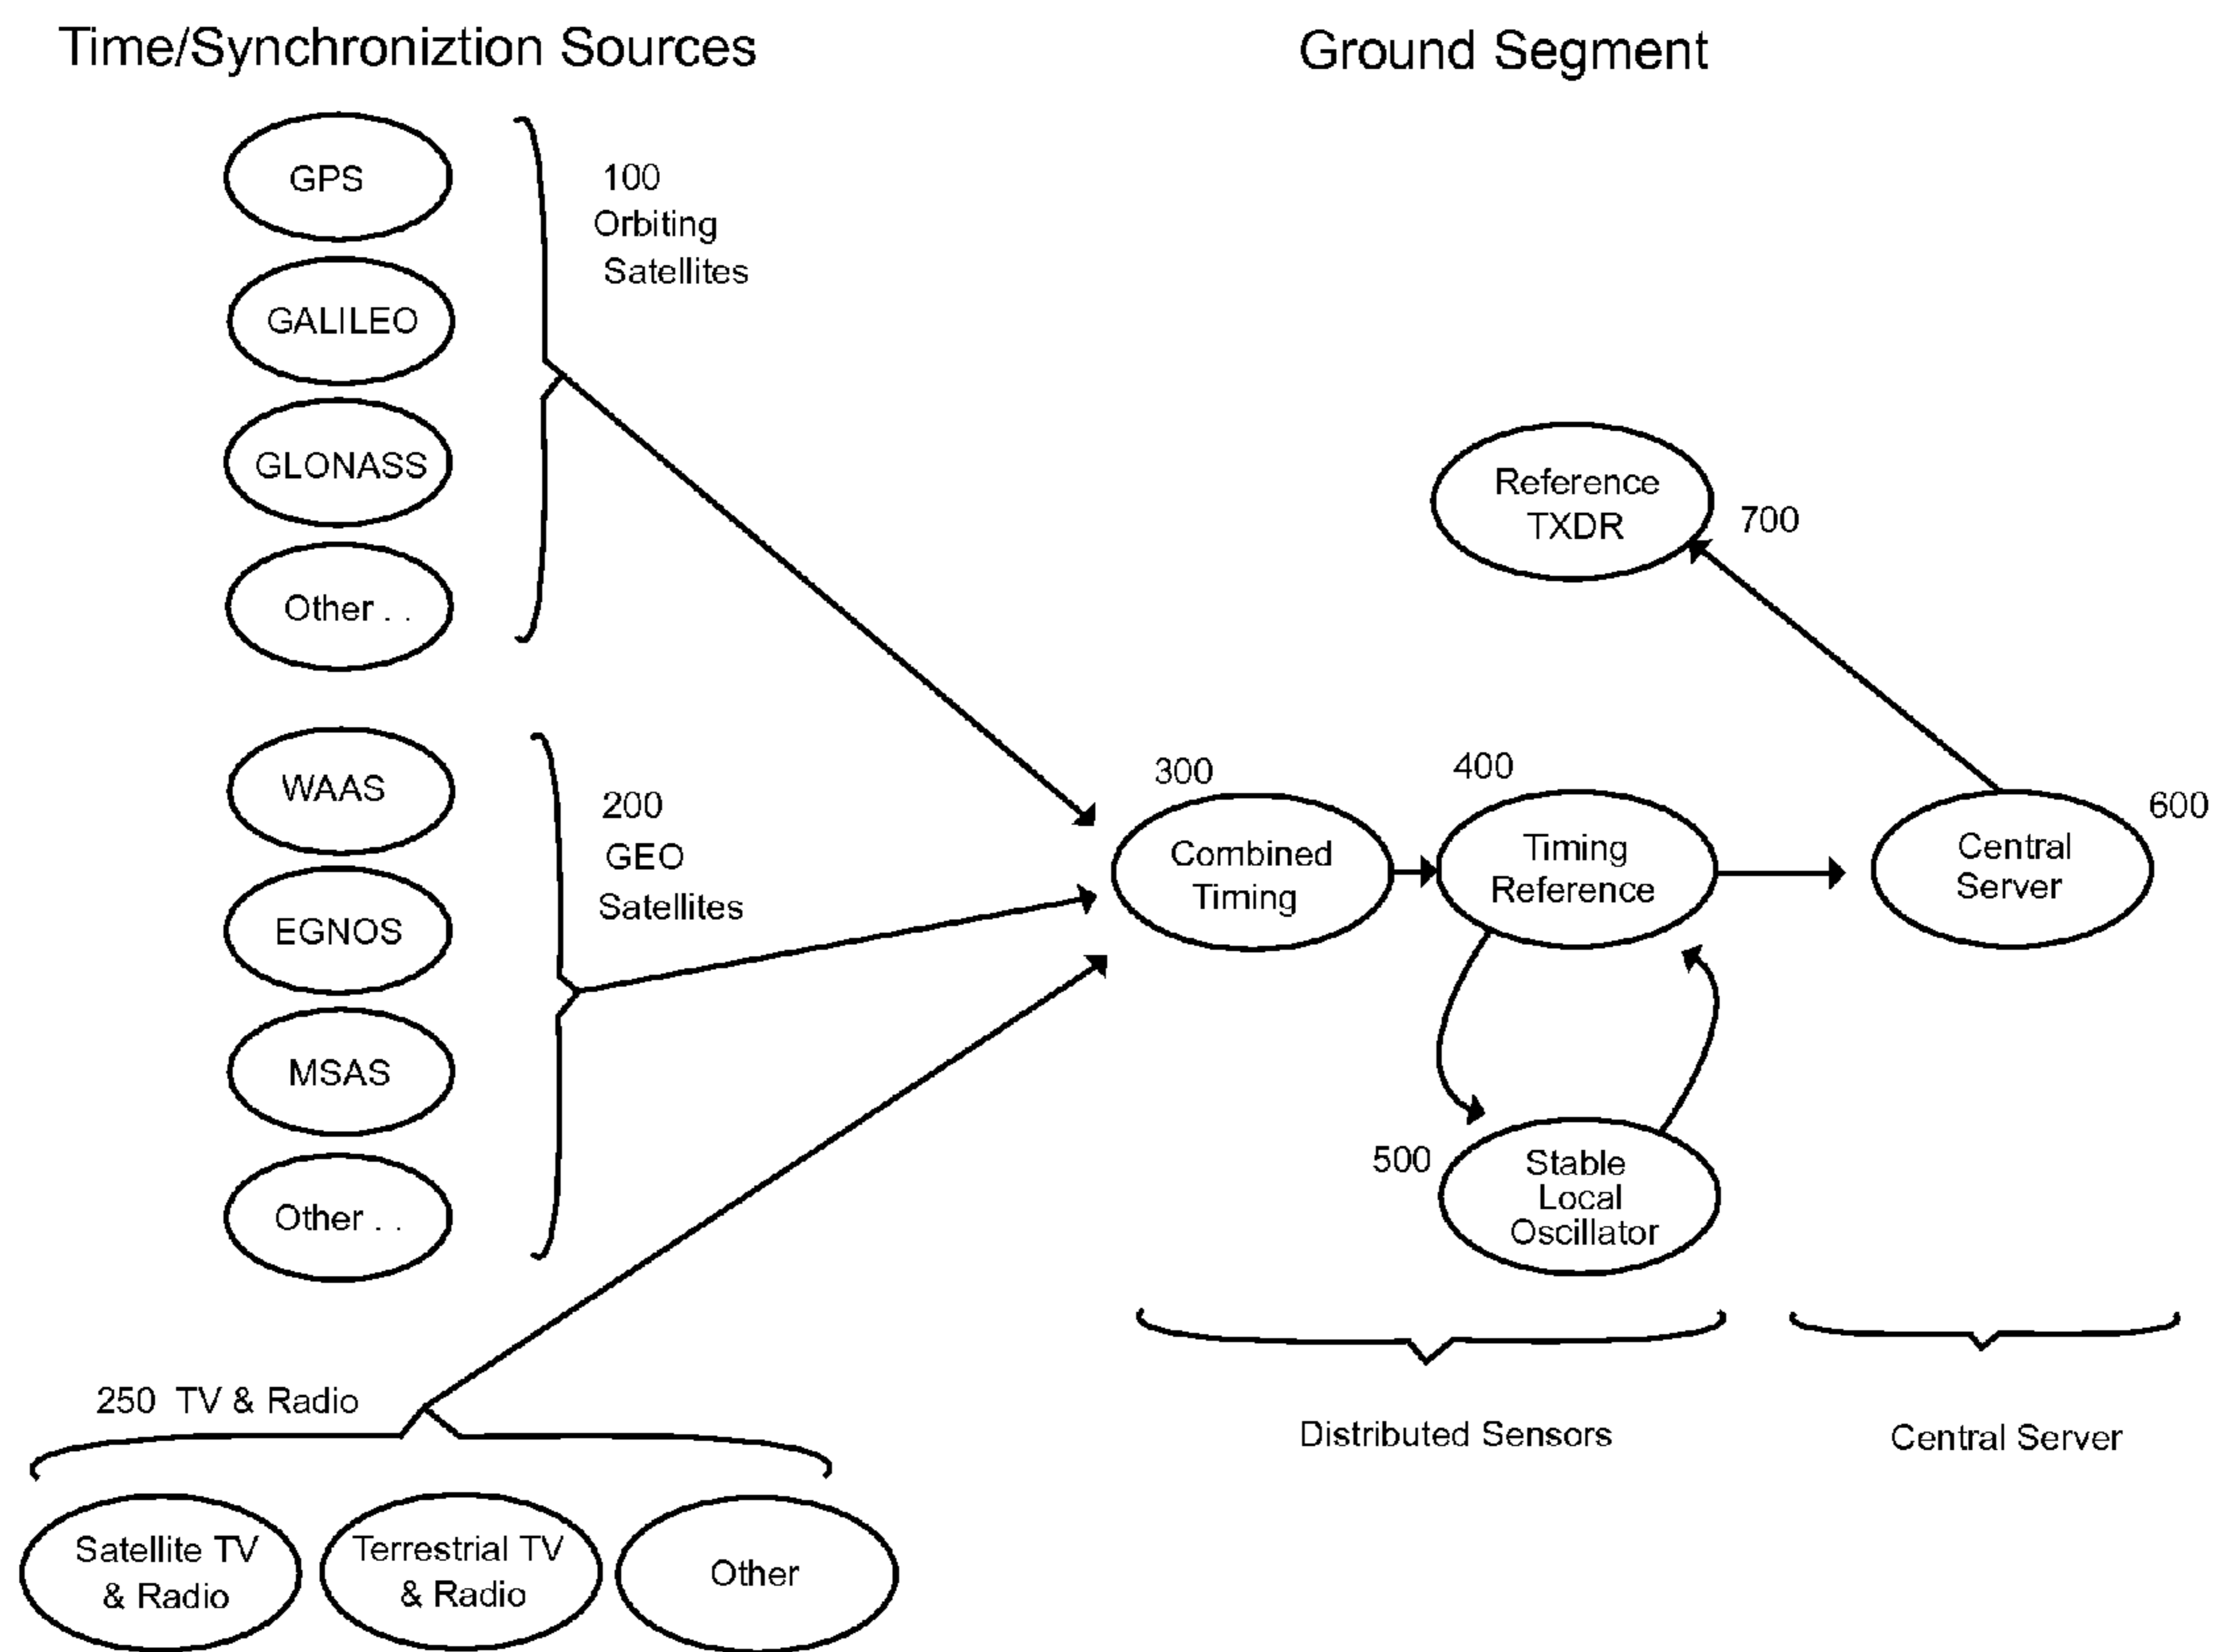 Time/Synchroniztion Sources
Ground Segment
GPS
GALILEO
GLONASS
Other . .
100
Orbiting
Satellites
WAAS
EGNOS
MSAS
Other . .
200
GEO
Satellites
250 TV & Radio
Satellite TV
& Radio
Terrestrial TV
& Radio
Other
300
Combined
Timing
400
Timing
Reference
500
Stable
Local
Oscillator
600
Central
Server
Reference
TXDR
700
Distributed Sensors
Central Server